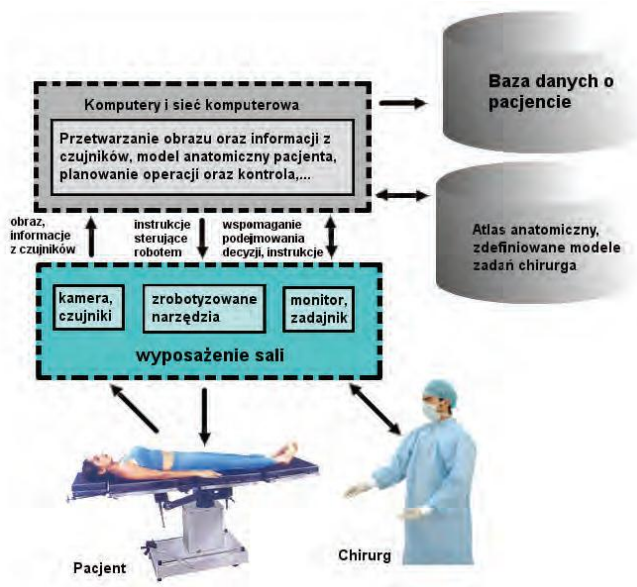 Baza danych o
pacjencie
Komputery i sieć komputerowa
Przetwarzanie obrazu oraz informacji z
czujników, model anatomiczny pacjenta,
planowanie operacji oraz kontrola,...
Atlas anatomiczny,
zdefiniowane modele
zadań chirurga
obraz,
informacje
z czujników
instrukcje
sterujące
robotem
wspomaganie
podejmowania
decyzji, instrukcje
kamera,
czujniki
zrobotyzowane
narzędzia
monitor,
zadajnik
wyposażenie sali
Pacjent
Chirurg